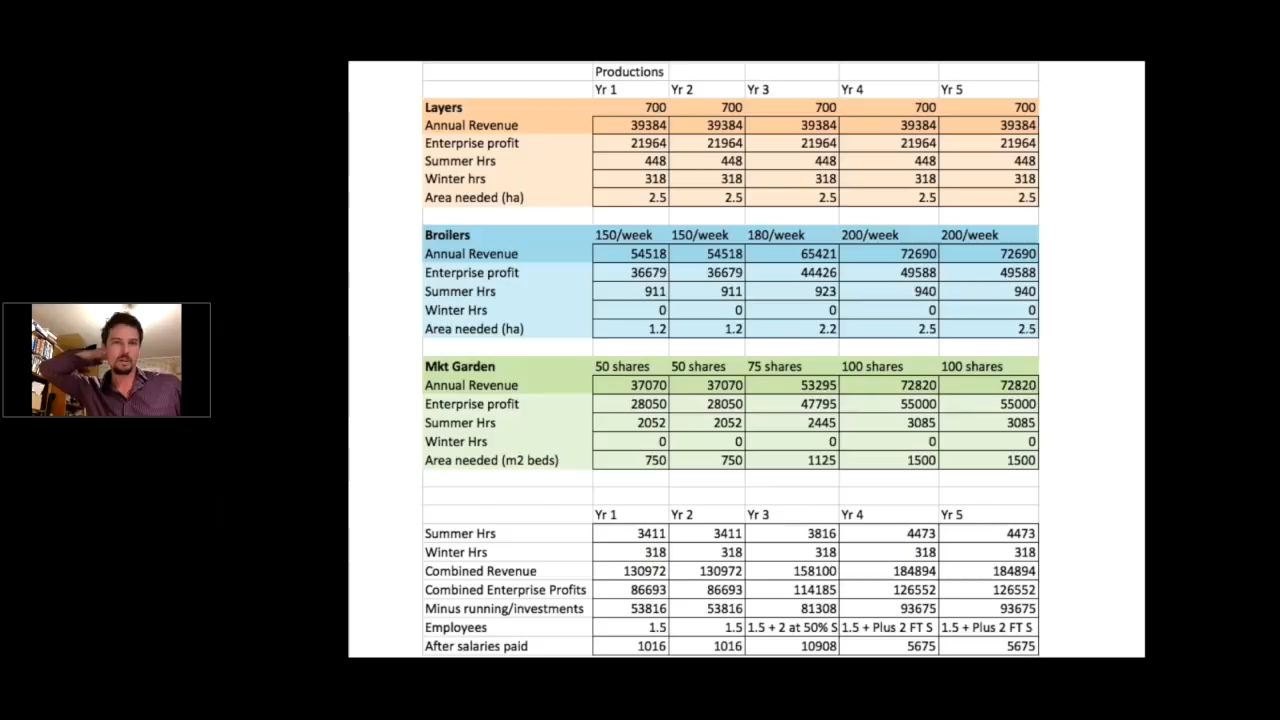 Productions
Yr 1 Yr 2 Yr 3 Yr 4 Yr 5
Layers 700 700 700 700 700
Annual Revenue 39384 39384 39384 39384 39384
Enterprise profit 21964 21964 21964 21964 21964
Summer Hrs 448 448 448 448 448
Winter hrs 318 318 318 318 318
Area needed (ha) 2.5 2.5 2.5 2.5 2.5
Broilers 150/week 150/week 180/week 200/week 200/week
Annual Revenue 54518 54518 65421 72690 72690
Enterprise profit 36679 36679 44426 49588 49588
Summer Hrs 911 911 923 940 940
Winter Hrs 0 0 0 0 0
Area needed (ha) 1.2 1.2 2.2 2.5 2.5
Mkt Garden 50 shares 50 shares 75 shares 100 shares 100 shares
Annual Revenue 37070 37070 53295 72820 72820
Enterprise profit 28050 28050 47795 55000 55000
Summer Hrs 2052 2052 2445 3085 3085
Winter Hrs 0 0 0 0 0
Area needed (m2 beds) 750 750 1125 1500 1500
Yr 1 Yr 2 Yr 3 Yr 4 Yr 5
Summer Hrs 3411 3411 3816 4473 4473
Winter Hrs 318 318 318 318 318
Combined Revenue 130972 130972 158100 184894 184894
Combined Enterprise Profits 86693 86693 114185 126552 126552
Minus running/investments 53816 53816 81308 93675 93675
Employees 1.5 1.5 1.5 + 2 at 50% S 1.5 + Plus 2 FT S 1.5 + Plus 2 FT S
After salaries paid 1016 1016 10908 5675 5675